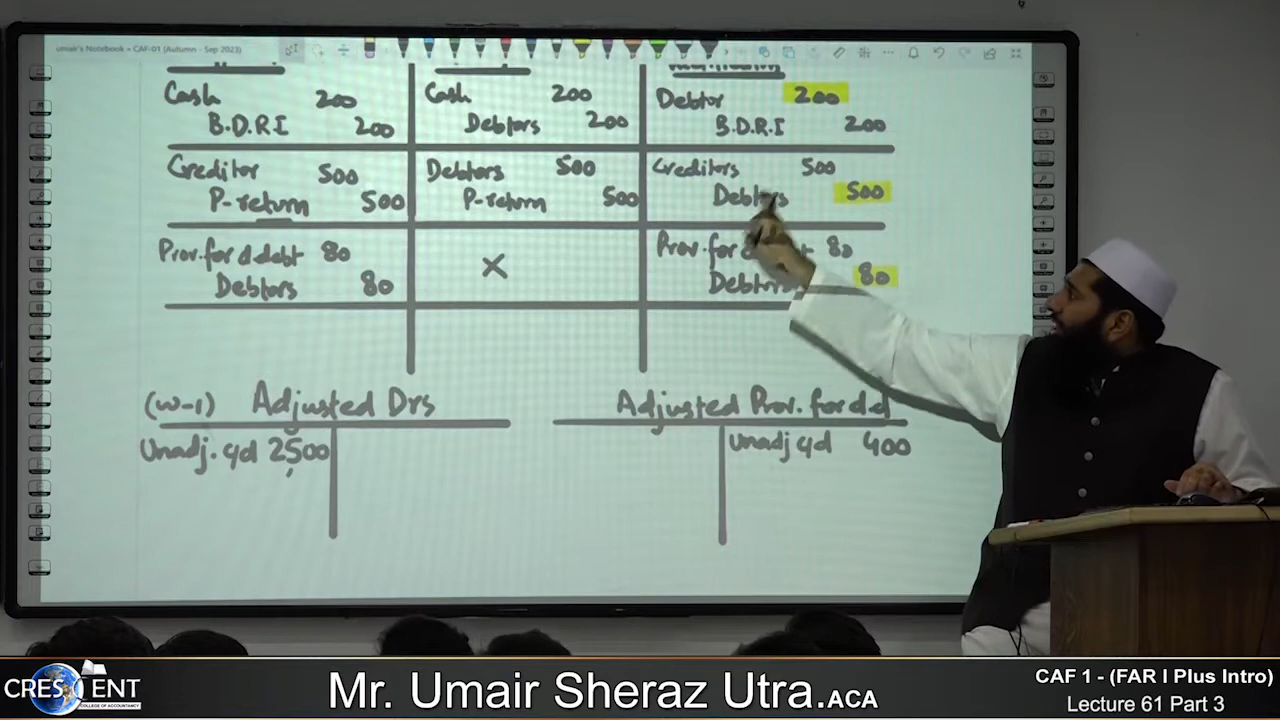 umair's Notebook » CAF-01 (Autumn - Sep 2023)
Cash 200
B.D.R.I 200
Cash 200
Debtors 200
Debtor 200
B.D.R.I 200
Creditor 500
P-return 500
Debtors 500
P-return 500
Creditors 500
Debtors 500
Prov. for d debt 80
Debtors 80
×
Prov. for 80
80
(W-1) Adjusted Drs
Unadj. c/d 2500
Adjusted Prov. for dd
Unadj c/d 400
CRESCENT
COLLEGE OF ACCOUNTANCY
Mr. Umair Sheraz Utra.ACA
CAF 1 - (FAR I Plus Intro)
Lecture 61 Part 3